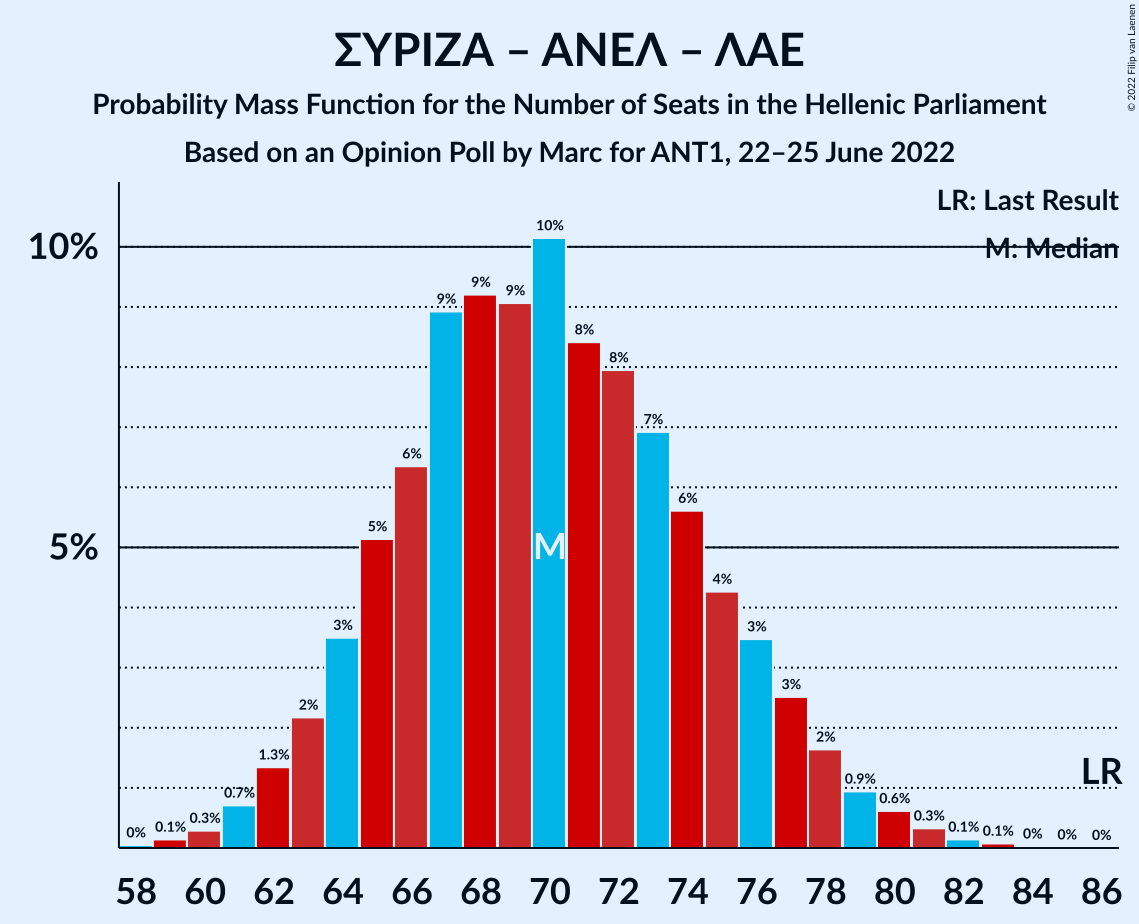 ΣΥΡΙΖΑ – ΑΝΕΛ – ΛΑΕ
Probability Mass Function for the Number of Seats in the Hellenic Parliament
Based on an Opinion Poll by Marc for ANT1, 22–25 June 2022
© 2022 Filip van Laenen
LR: Last Result
M: Median
10%
5%
0% 0.1% 0.3% 0.7% 1.3% 2% 3% 5% 6% 9% 9% 9% 10% 8% 8% 7% 6% 4% 3% 3% 2% 0.9% 0.6% 0.3% 0.1% 0.1% 0% 0% 0%
M
LR
58 60 62 64 66 68 70 72 74 76 78 80 82 84 86